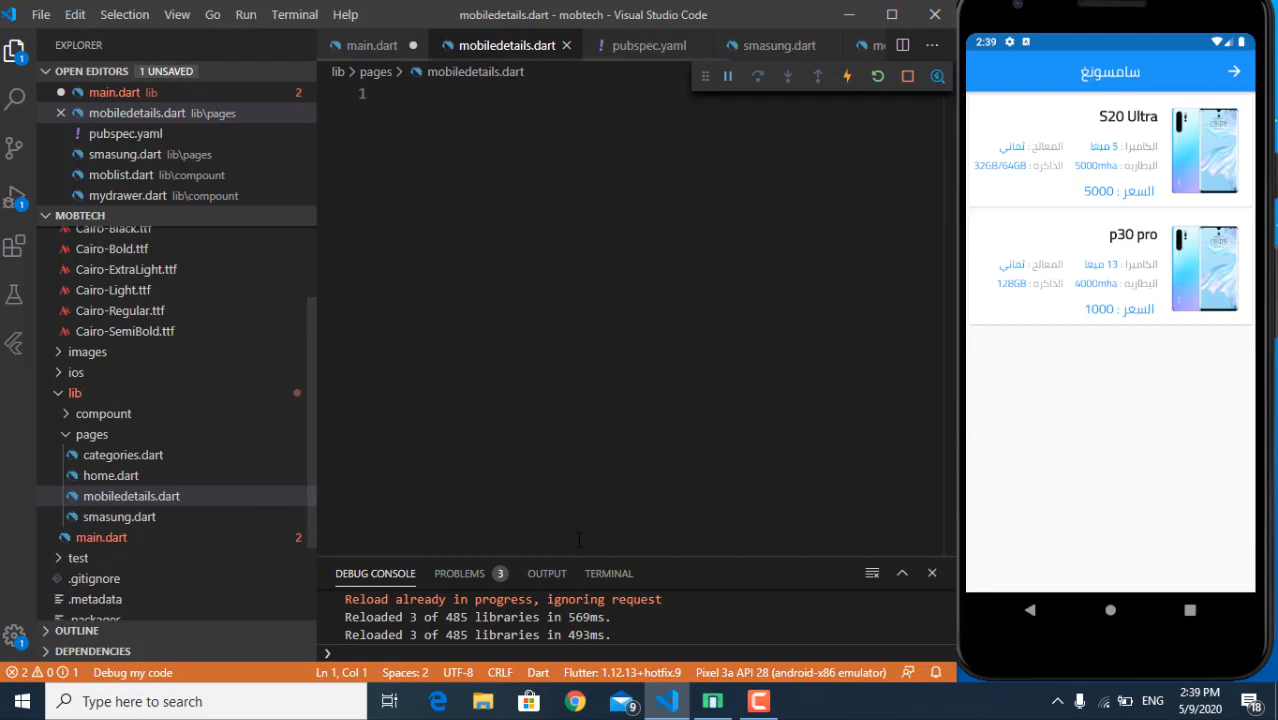 File Edit Selection View Go Run Terminal Help
mobiledetails.dart - mobtech - Visual Studio Code
EXPLORER
OPEN EDITORS 1 UNSAVED
main.dart lib 2
mobiledetails.dart lib\pages
pubspec.yaml
smasung.dart lib\pages
moblist.dart lib\compount
mydrawer.dart lib\compount
MOBTECH
Cairo-Black.ttf
Cairo-Bold.ttf
Cairo-ExtraLight.ttf
Cairo-Light.ttf
Cairo-Regular.ttf
Cairo-SemiBold.ttf
images
ios
lib
compount
pages
categories.dart
home.dart
mobiledetails.dart
smasung.dart
main.dart 2
test
.gitignore
.metadata
.packages
OUTLINE
DEPENDENCIES
main.dart mobiledetails.dart pubspec.yaml smasung.dart
lib > pages > mobiledetails.dart
1
DEBUG CONSOLE PROBLEMS 3 OUTPUT TERMINAL
Reload already in progress, ignoring request
Reloaded 3 of 485 libraries in 569ms.
Reloaded 3 of 485 libraries in 493ms.
2 0 1 Debug my code Ln 1, Col 1 Spaces: 2 UTF-8 CRLF Dart Flutter: 1.12.13+hotfix.9 Pixel 3a API 28 (android-x86 emulator)
2:39
سامسونغ
S20 Ultra
الكاميرا : 5 ميغا المعالج : ثماني
البطاريه : 5000mha الذاكره : 32GB/64GB
السعر : 5000
p30 pro
الكاميرا : 13 ميغا المعالج : ثماني
البطاريه : 4000mha الذاكره : 128GB
السعر : 1000
Type here to search
9
ENG
2:39 PM
5/9/2020
18